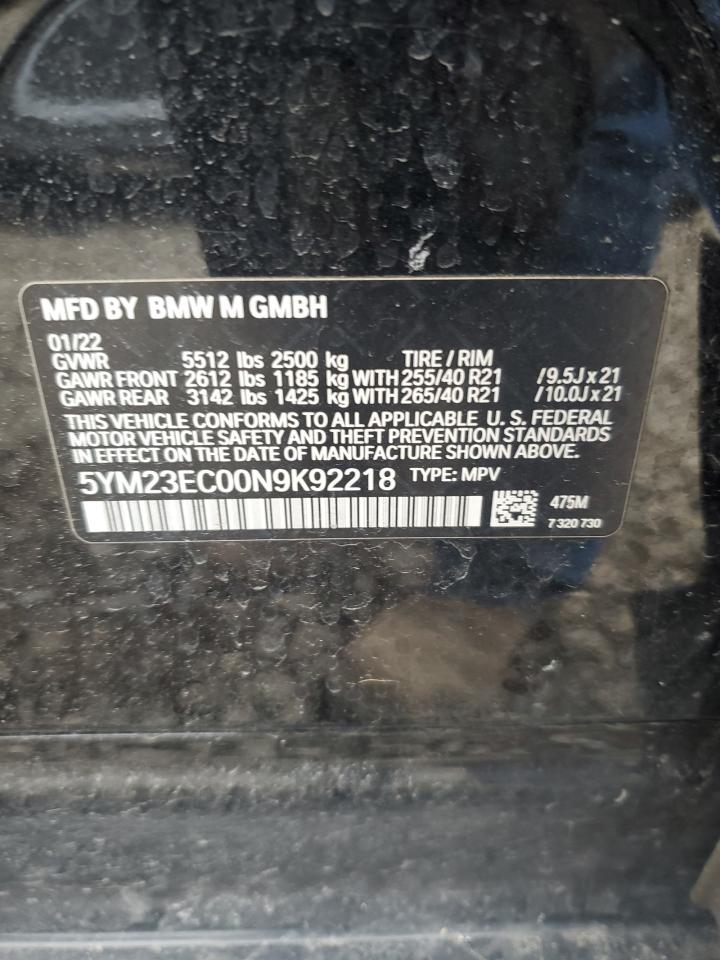 MFD BY BMW M GMBH
01/22
GVWR 5512 lbs 2500 kg TIRE / RIM
GAWR FRONT 2612 lbs 1185 kg WITH 255/40 R21 /9.5J x 21
GAWR REAR 3142 lbs 1425 kg WITH 265/40 R21 /10.0J x 21
THIS VEHICLE CONFORMS TO ALL APPLICABLE U. S. FEDERAL
MOTOR VEHICLE SAFETY AND THEFT PREVENTION STANDARDS
IN EFFECT ON THE DATE OF MANUFACTURE SHOWN ABOVE.
5YM23EC00N9K92218 TYPE: MPV
475M
7 320 730